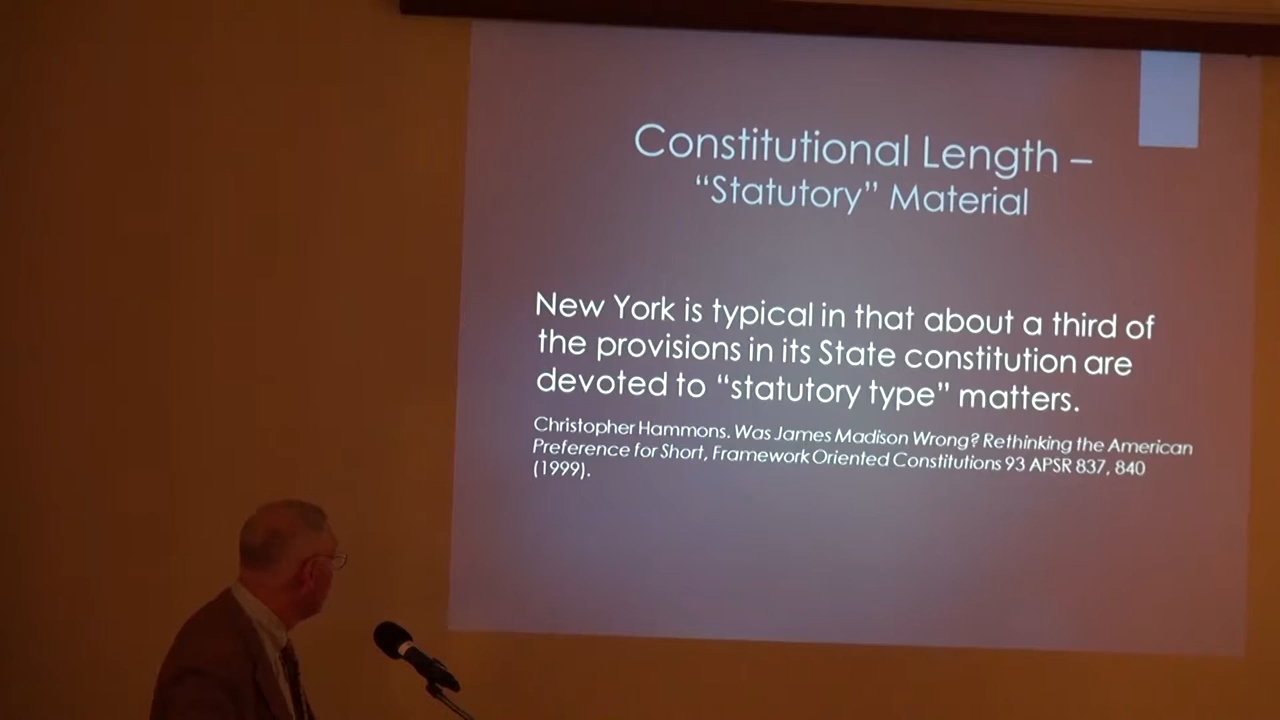 Constitutional Length –
“Statutory” Material
New York is typical in that about a third of
the provisions in its State constitution are
devoted to “statutory type” matters.
Christopher Hammons. Was James Madison Wrong? Rethinking the American
Preference for Short, Framework Oriented Constitutions 93 APSR 837, 840
(1999).